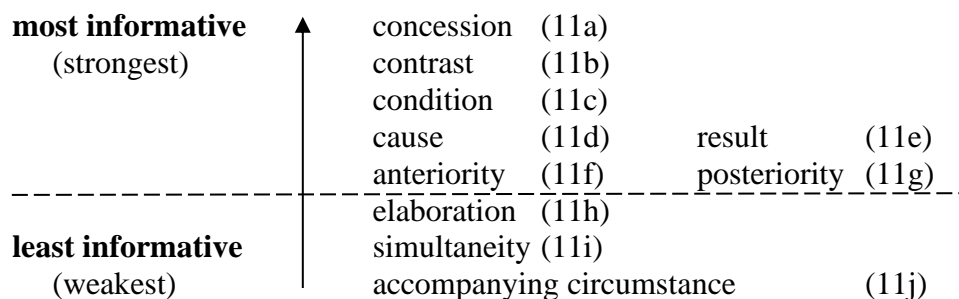 most informative concession (11a)
(strongest) contrast (11b)
condition (11c)
cause (11d) result (11e)
anteriority (11f) posteriority (11g)
elaboration (11h)
least informative simultaneity (11i)
(weakest) accompanying circumstance (11j)